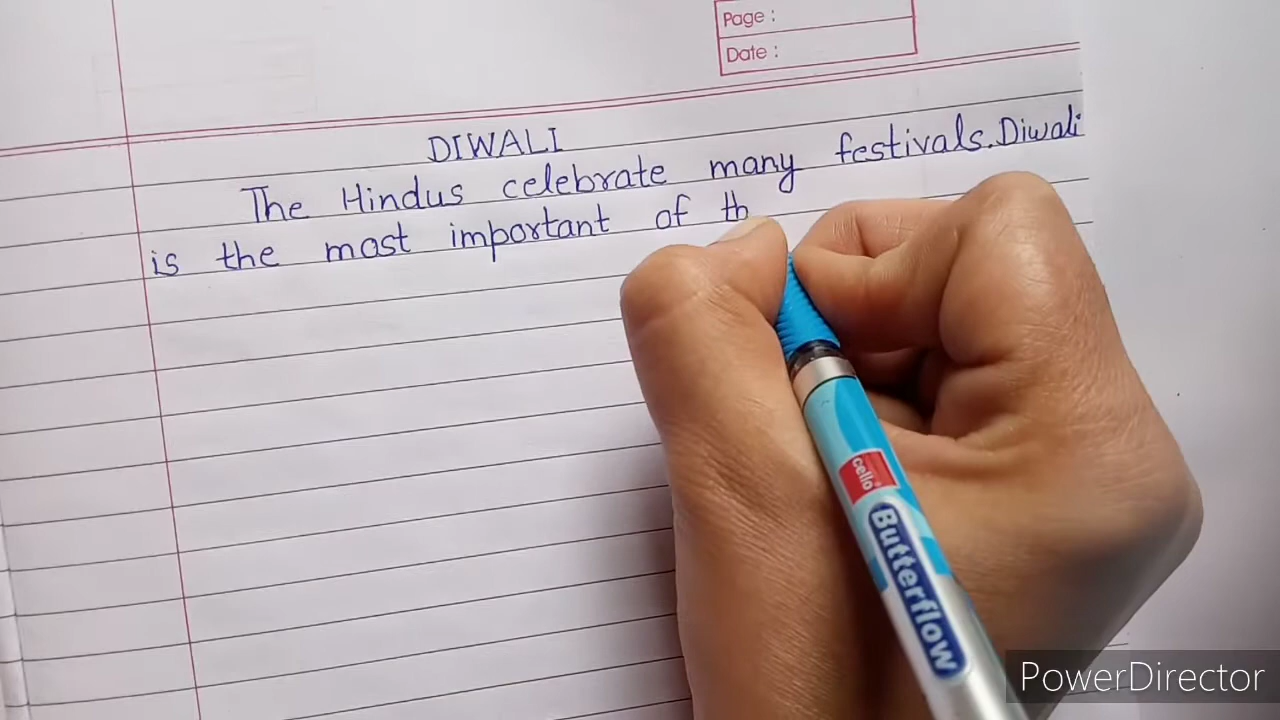 Page :
Date :
DIWALI
The Hindus celebrate many festivals. Diwali
is the most important of th
cello
Butterflow
PowerDirector